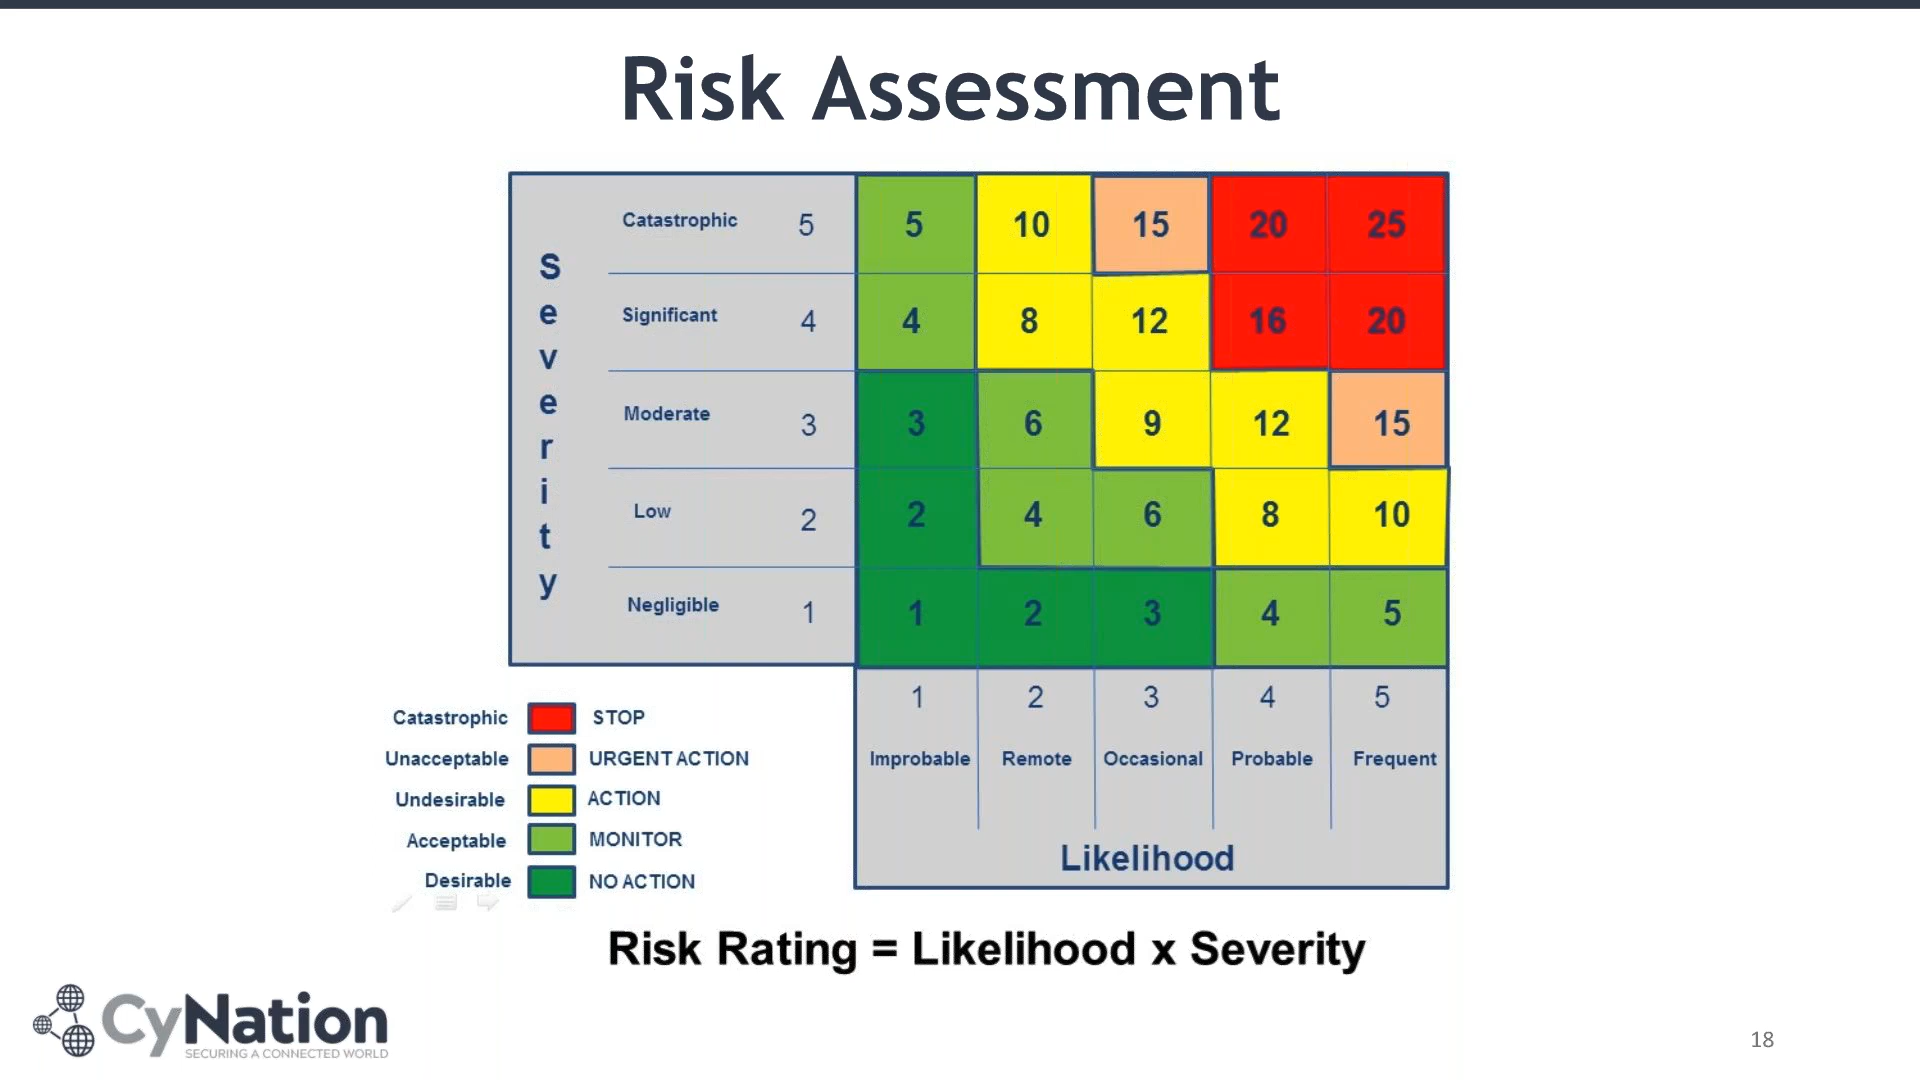 Risk Assessment
Severity
Catastrophic 5 5 10 15 20 25
Significant 4 4 8 12 16 20
Moderate 3 3 6 9 12 15
Low 2 2 4 6 8 10
Negligible 1 1 2 3 4 5
1 2 3 4 5
Improbable Remote Occasional Probable Frequent
Likelihood
Catastrophic STOP
Unacceptable URGENT ACTION
Undesirable ACTION
Acceptable MONITOR
Desirable NO ACTION
Risk Rating = Likelihood x Severity
CyNation
SECURING A CONNECTED WORLD
18